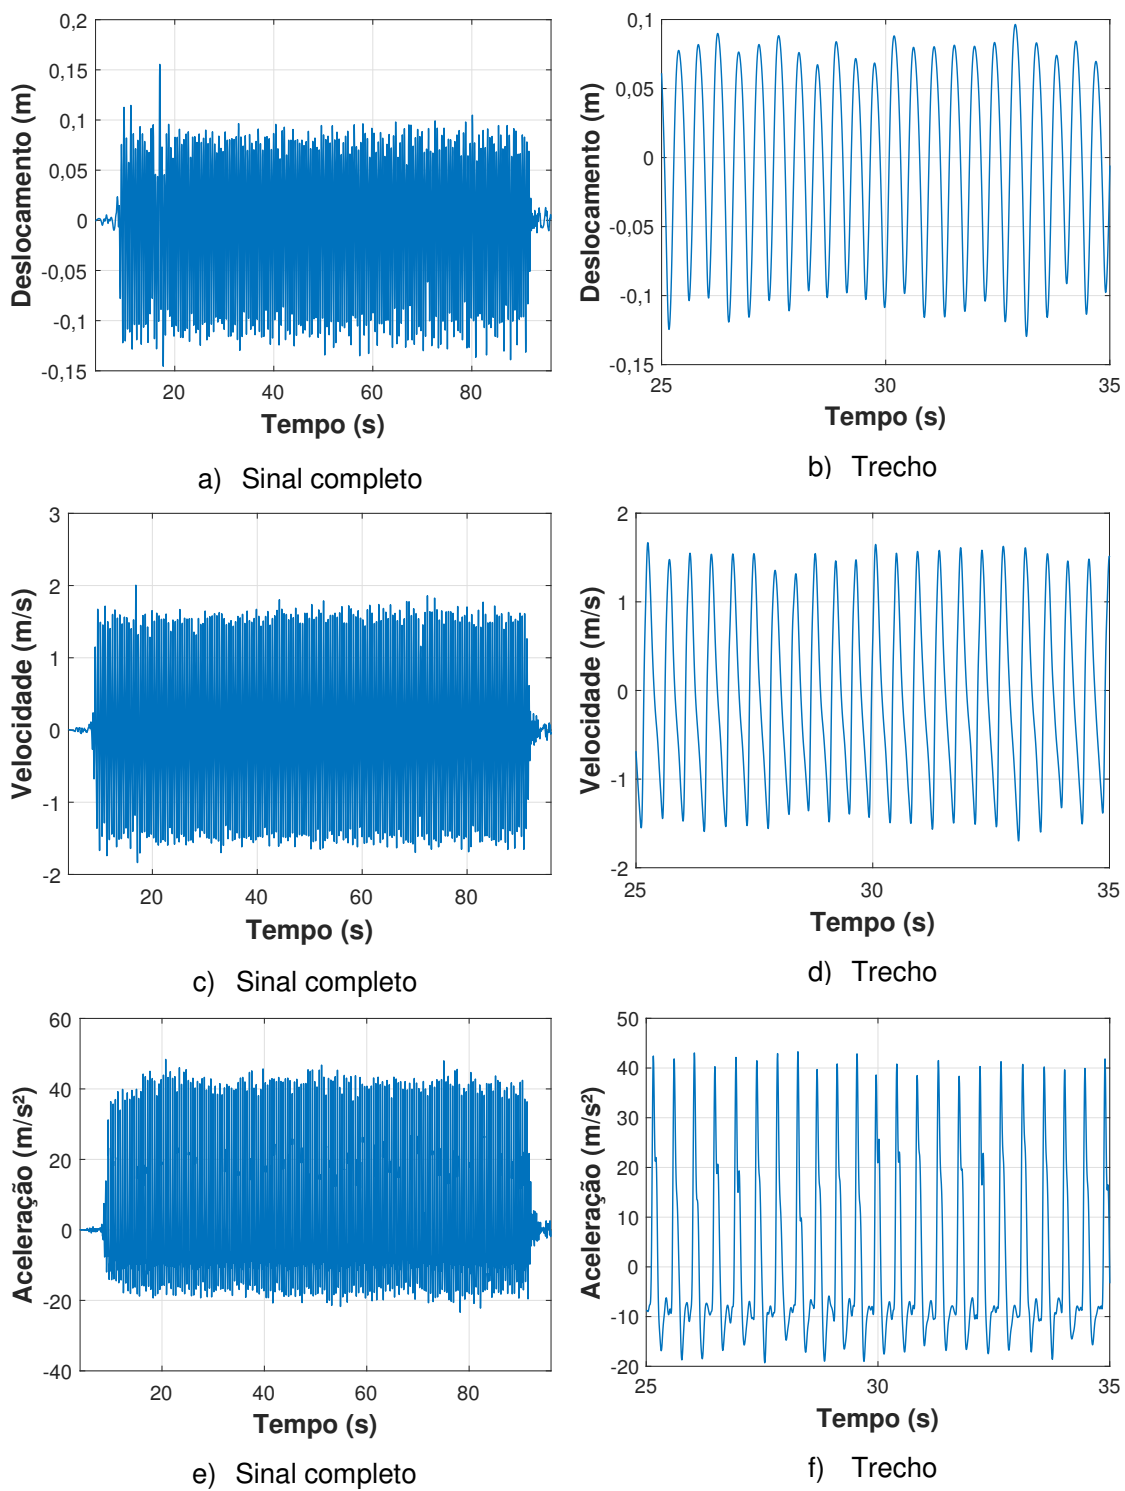 0,2
0,15
0,1
0,05
0
-0,05
-0,1
-0,15
20 40 60 80
Deslocamento (m)
Tempo (s)
a) Sinal completo
0,1
0,05
0
-0,05
-0,1
-0,15
25 30 35
Deslocamento (m)
Tempo (s)
b) Trecho
3
2
1
0
-1
-2
20 40 60 80
Velocidade (m/s)
Tempo (s)
c) Sinal completo
2
1
0
-1
-2
25 30 35
Velocidade (m/s)
Tempo (s)
d) Trecho
60
40
20
0
-20
-40
20 40 60 80
Aceleração (m/s²)
Tempo (s)
e) Sinal completo
50
40
30
20
10
0
-10
-20
25 30 35
Aceleração (m/s²)
Tempo (s)
f) Trecho